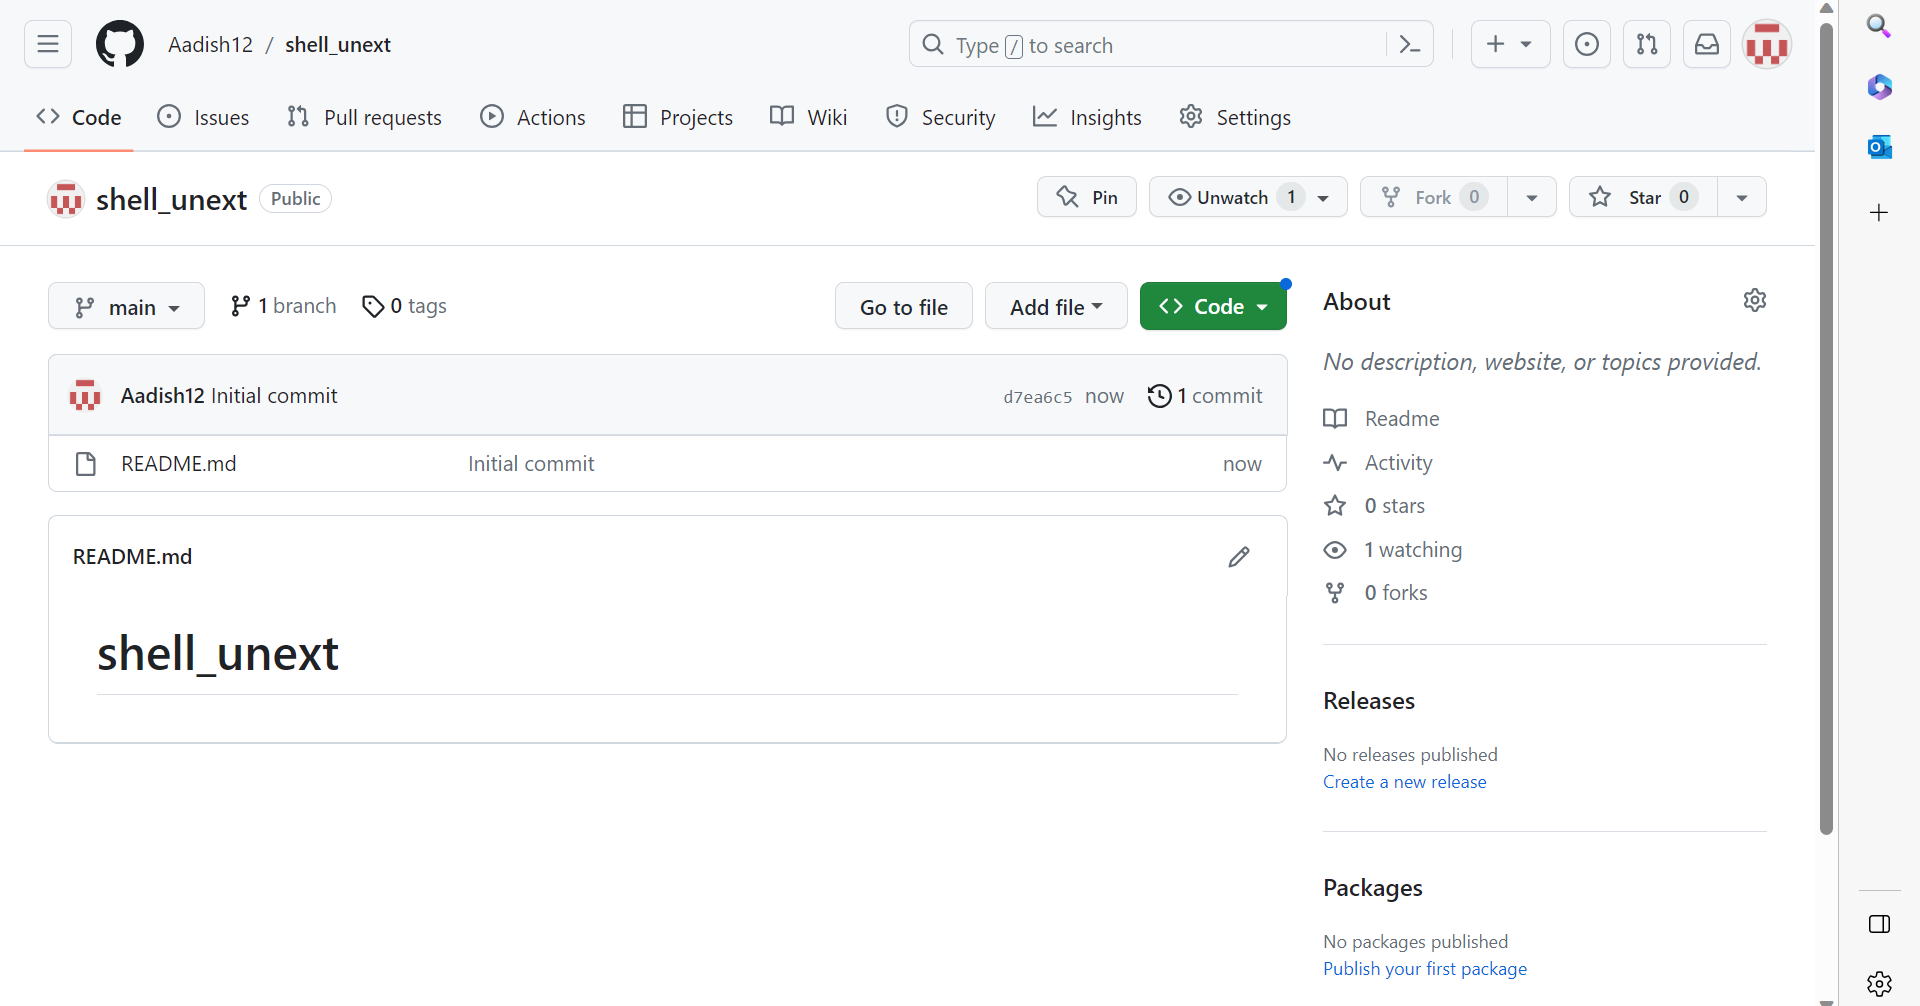 Aadish12 / shell_unext
Type / to search
Code Issues Pull requests Actions Projects Wiki Security Insights Settings
shell_unext Public
Pin Unwatch 1 Fork 0 Star 0
main 1 branch 0 tags Go to file Add file Code
Aadish12 Initial commit d7ea6c5 now 1 commit
README.md Initial commit now
README.md
shell_unext
About
No description, website, or topics provided.
Readme
Activity
0 stars
1 watching
0 forks
Releases
No releases published
Create a new release
Packages
No packages published
Publish your first package